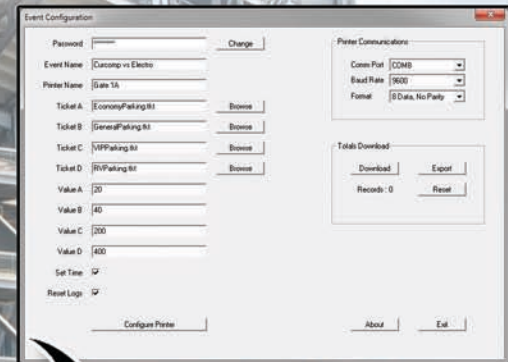 Event Configuration
Password ********* Change
Event Name Curcomp vs Electro
Printer Name Gate 1A
Ticket A EconomyParking.tkt Browse
Ticket B GeneralParking.tkt Browse
Ticket C VIPParking.tkt Browse
Ticket D RVParking.tkt Browse
Value A 20
Value B 40
Value C 200
Value D 400
Set Time
Reset Logs
Configure Printer
Printer Communications
Comm Port COM8
Baud Rate 9600
Format 8 Data, No Parity
Totals Download
Download Export
Records : 0 Reset
About Exit